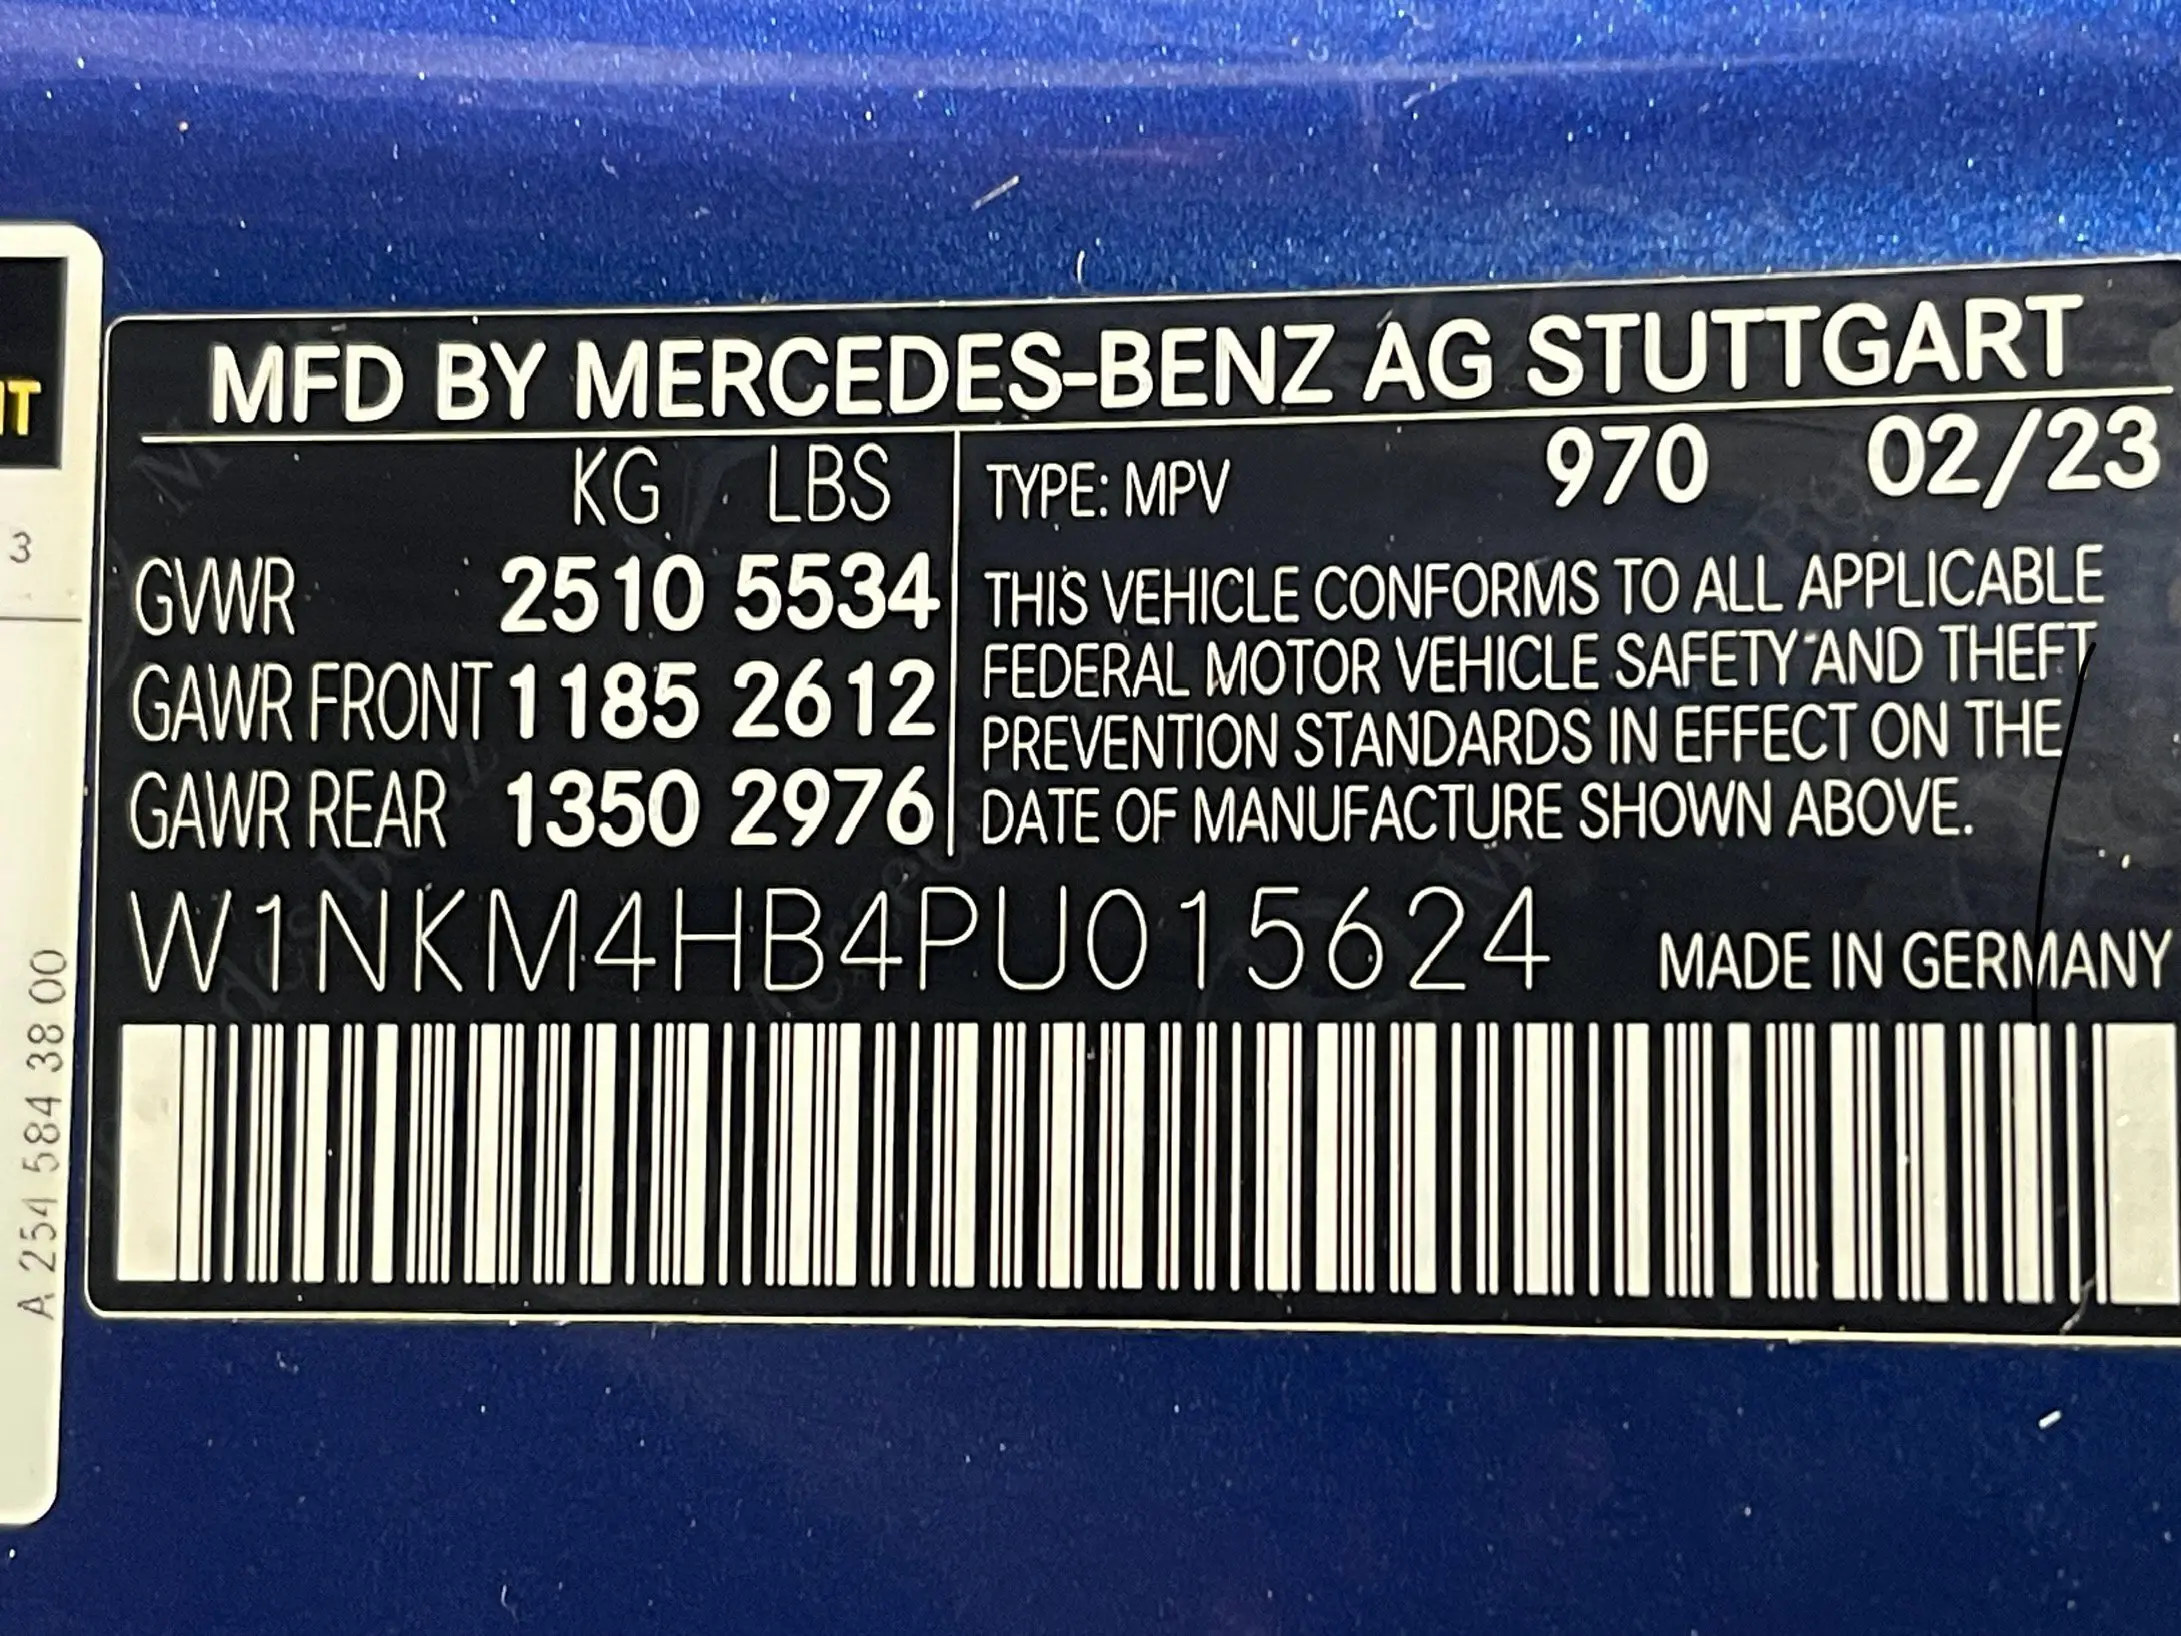 MFD BY MERCEDES-BENZ AG STUTTGART
KG LBS
GVWR 2510 5534
GAWR FRONT 1185 2612
GAWR REAR 1350 2976
TYPE: MPV 970 02/23
THIS VEHICLE CONFORMS TO ALL APPLICABLE
FEDERAL MOTOR VEHICLE SAFETY AND THEFT
PREVENTION STANDARDS IN EFFECT ON THE
DATE OF MANUFACTURE SHOWN ABOVE.
W1NKM4HB4PU015624 MADE IN GERMANY
3
A 254 584 38 00